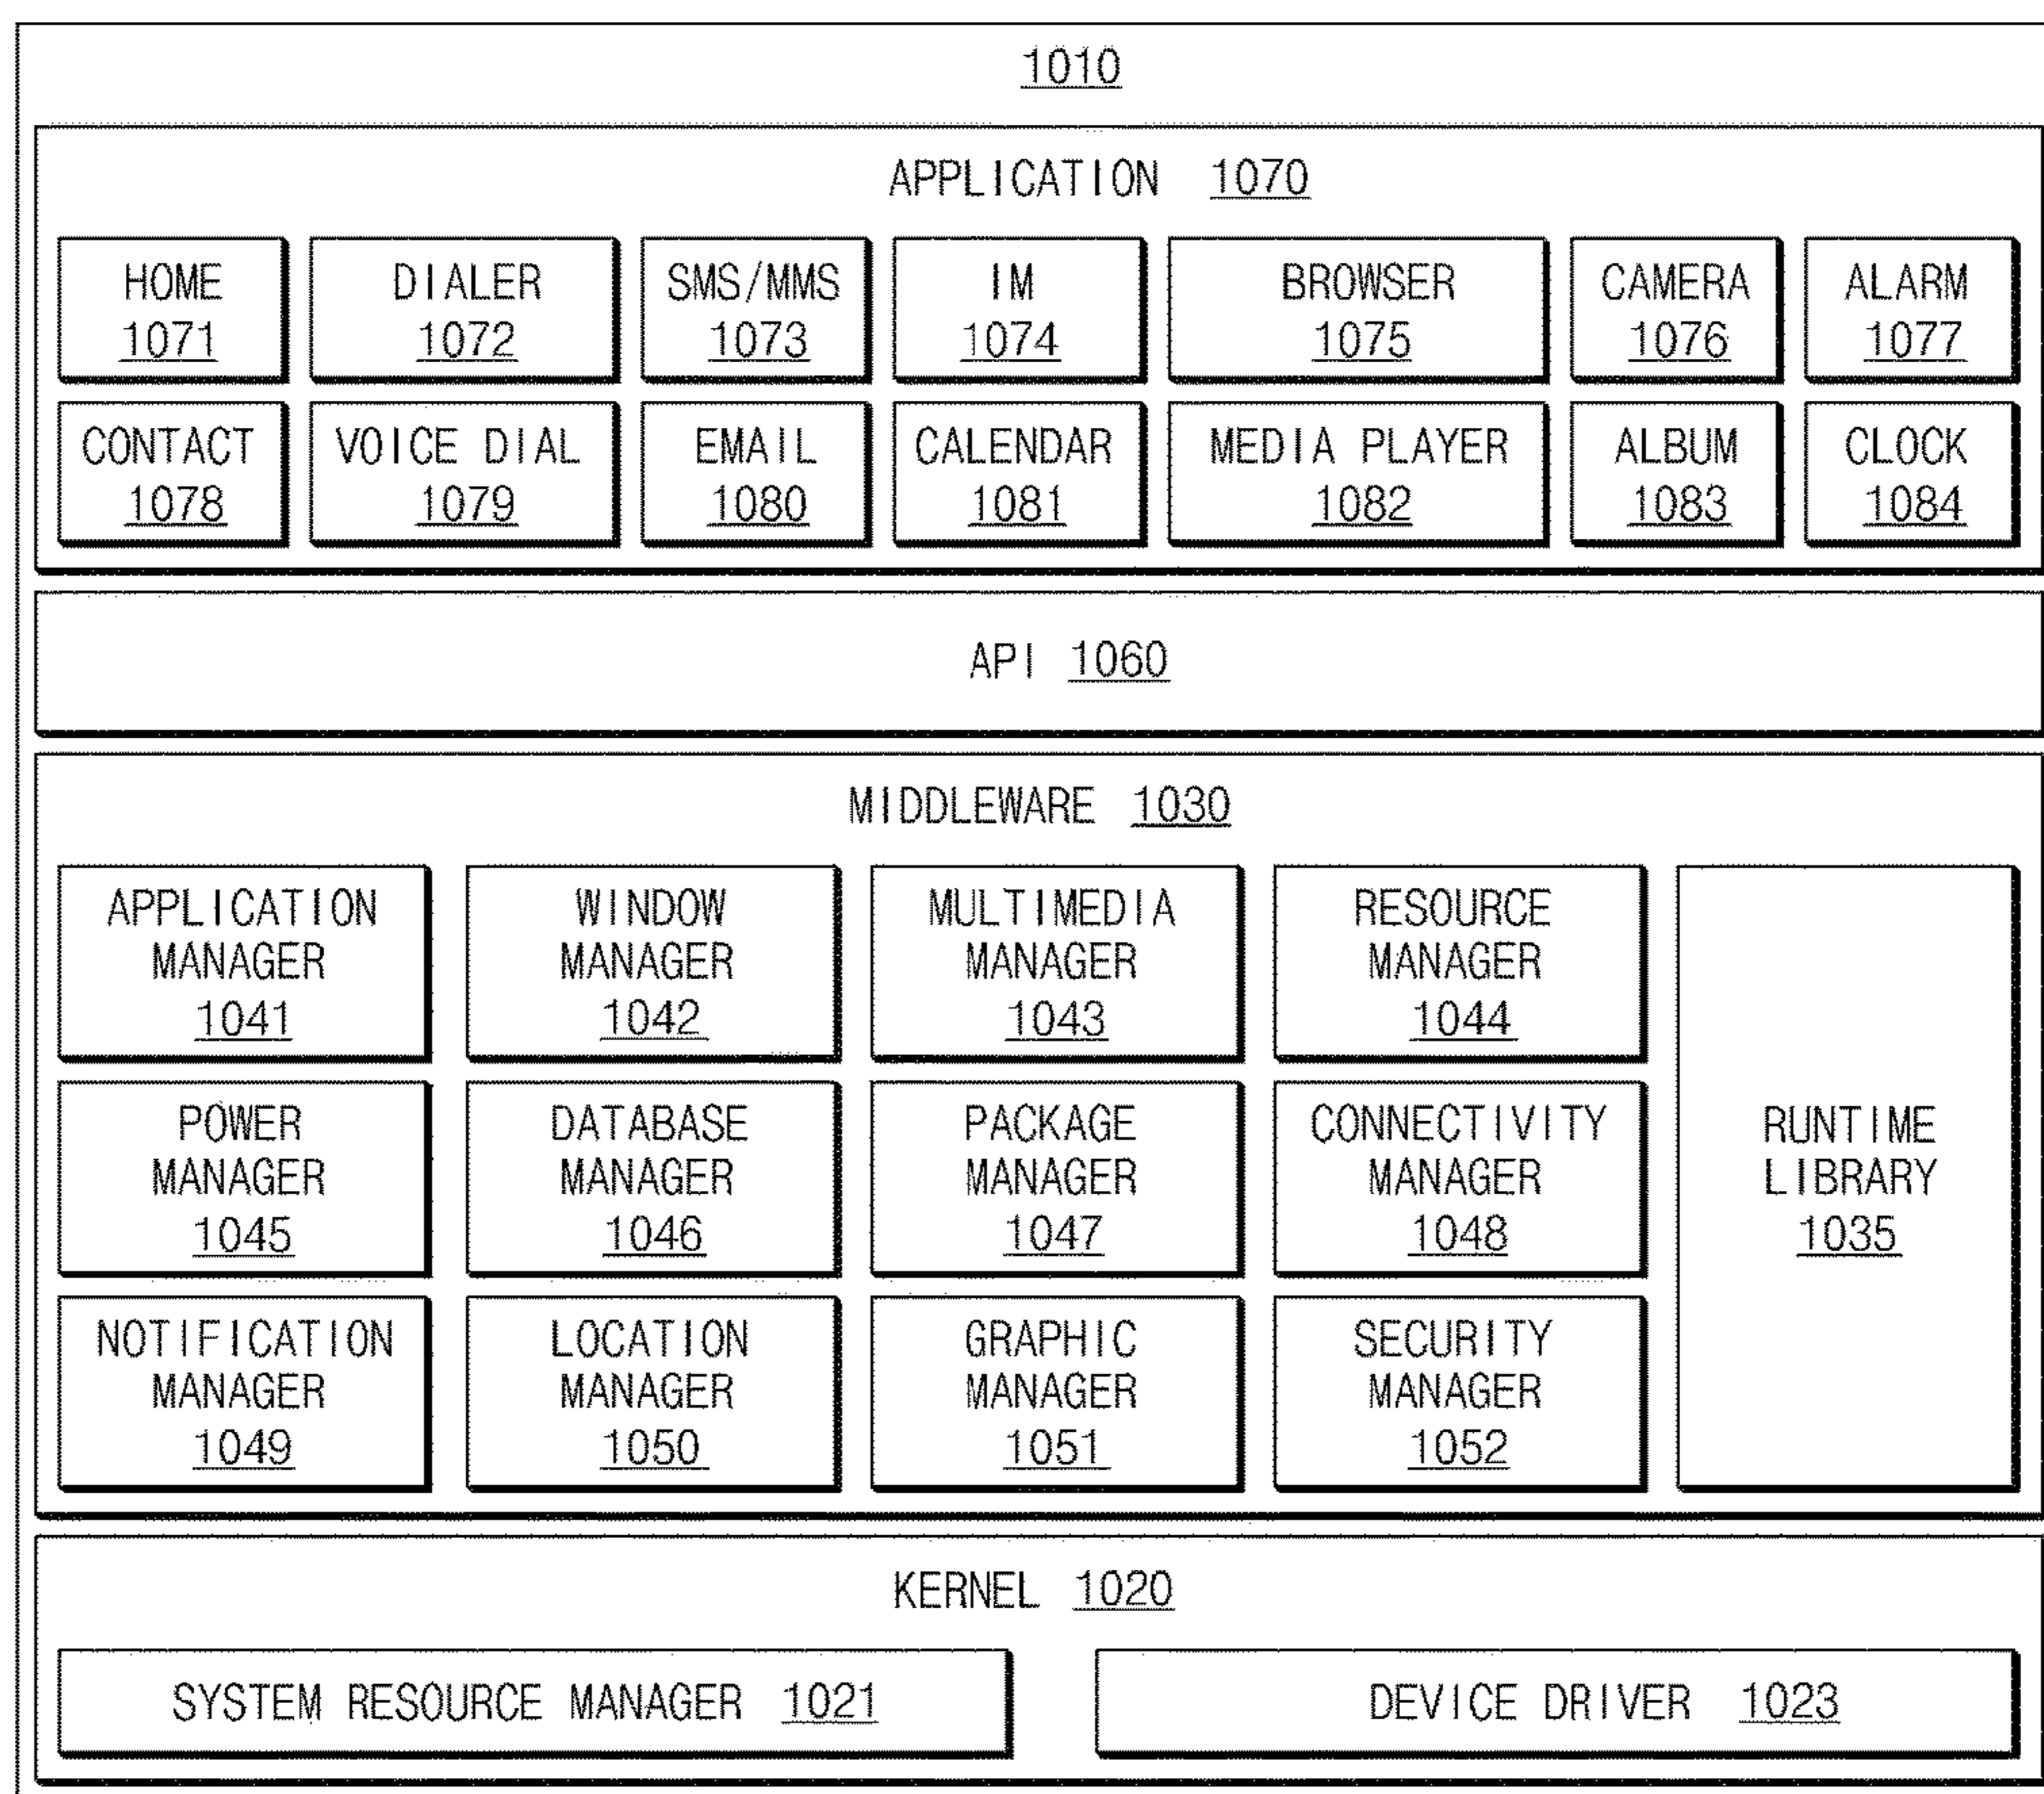 1010
APPLICATION 1070
HOME
1071
DIALER
1072
SMS/MMS
1073
IM
1074
BROWSER
1075
CAMERA
1076
ALARM
1077
CONTACT
1078
VOICE DIAL
1079
EMAIL
1080
CALENDAR
1081
MEDIA PLAYER
1082
ALBUM
1083
CLOCK
1084
API 1060
MIDDLEWARE 1030
APPLICATION
MANAGER
1041
WINDOW
MANAGER
1042
MULTIMEDIA
MANAGER
1043
RESOURCE
MANAGER
1044
POWER
MANAGER
1045
DATABASE
MANAGER
1046
PACKAGE
MANAGER
1047
CONNECTIVITY
MANAGER
1048
NOTIFICATION
MANAGER
1049
LOCATION
MANAGER
1050
GRAPHIC
MANAGER
1051
SECURITY
MANAGER
1052
RUNTIME
LIBRARY
1035
KERNEL 1020
SYSTEM RESOURCE MANAGER 1021
DEVICE DRIVER 1023